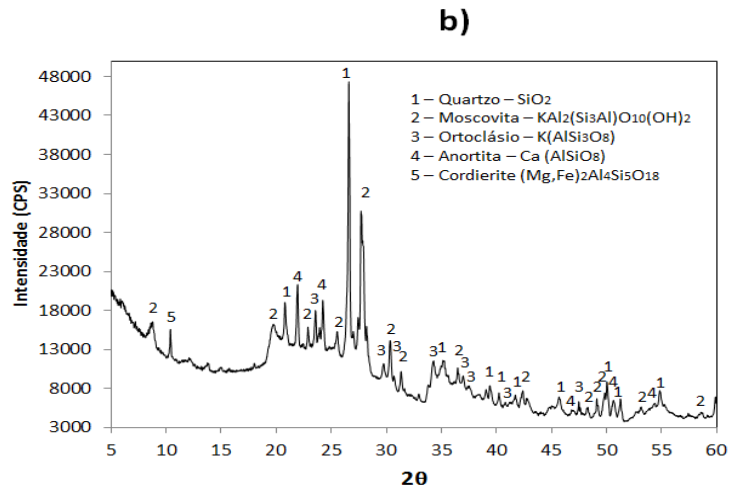 b)
48000
43000
38000
33000
28000
23000
18000
13000
8000
3000
Intensidade (CPS)
1 – Quartzo – SiO2
2 – Moscovita – KAl2(Si3Al)O10(OH)2
3 – Ortoclásio – K(AlSi3O8)
4 – Anortita – Ca (AlSiO8)
5 – Cordierite (Mg,Fe)2Al4Si5O18
2 5 2 1 4 2 3 4 2 1 2 3 2 3 2 3 1 2 3 3 1 1 3 1 2 1 4 3 2 2 1 4 1 2 4 1 2
5 10 15 20 25 30 35 40 45 50 55 60
2θ